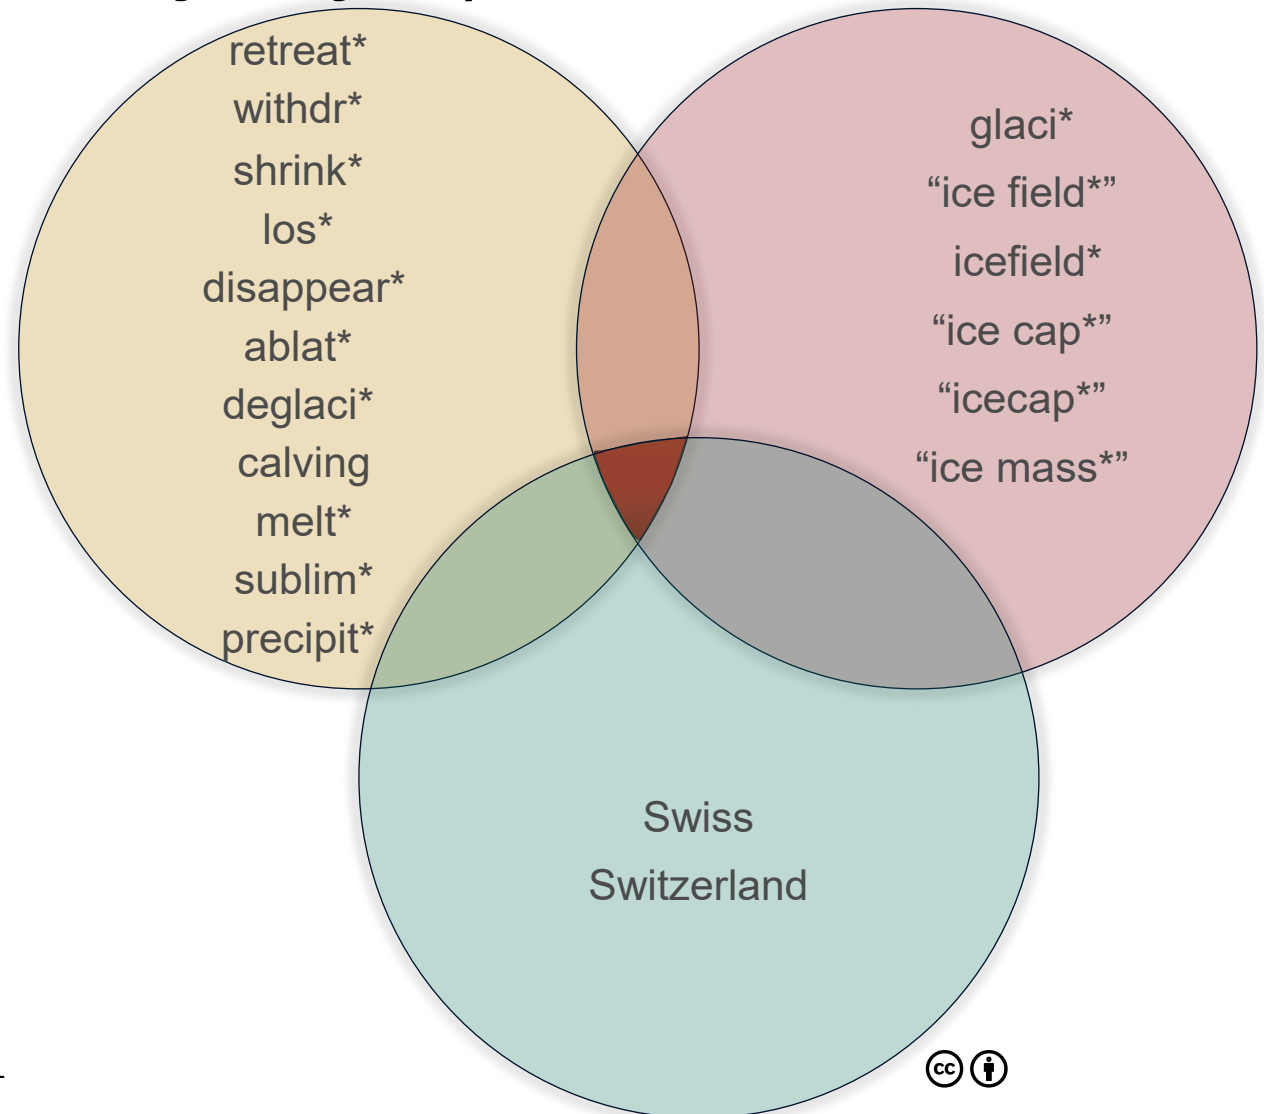 retreat*
withdr*
shrink*
los*
disappear*
ablat*
deglaci*
calving
melt*
sublim*
precipit*
glaci*
“ice field*”
icefield*
“ice cap*”
“icecap*”
“ice mass*”
Swiss
Switzerland
cc